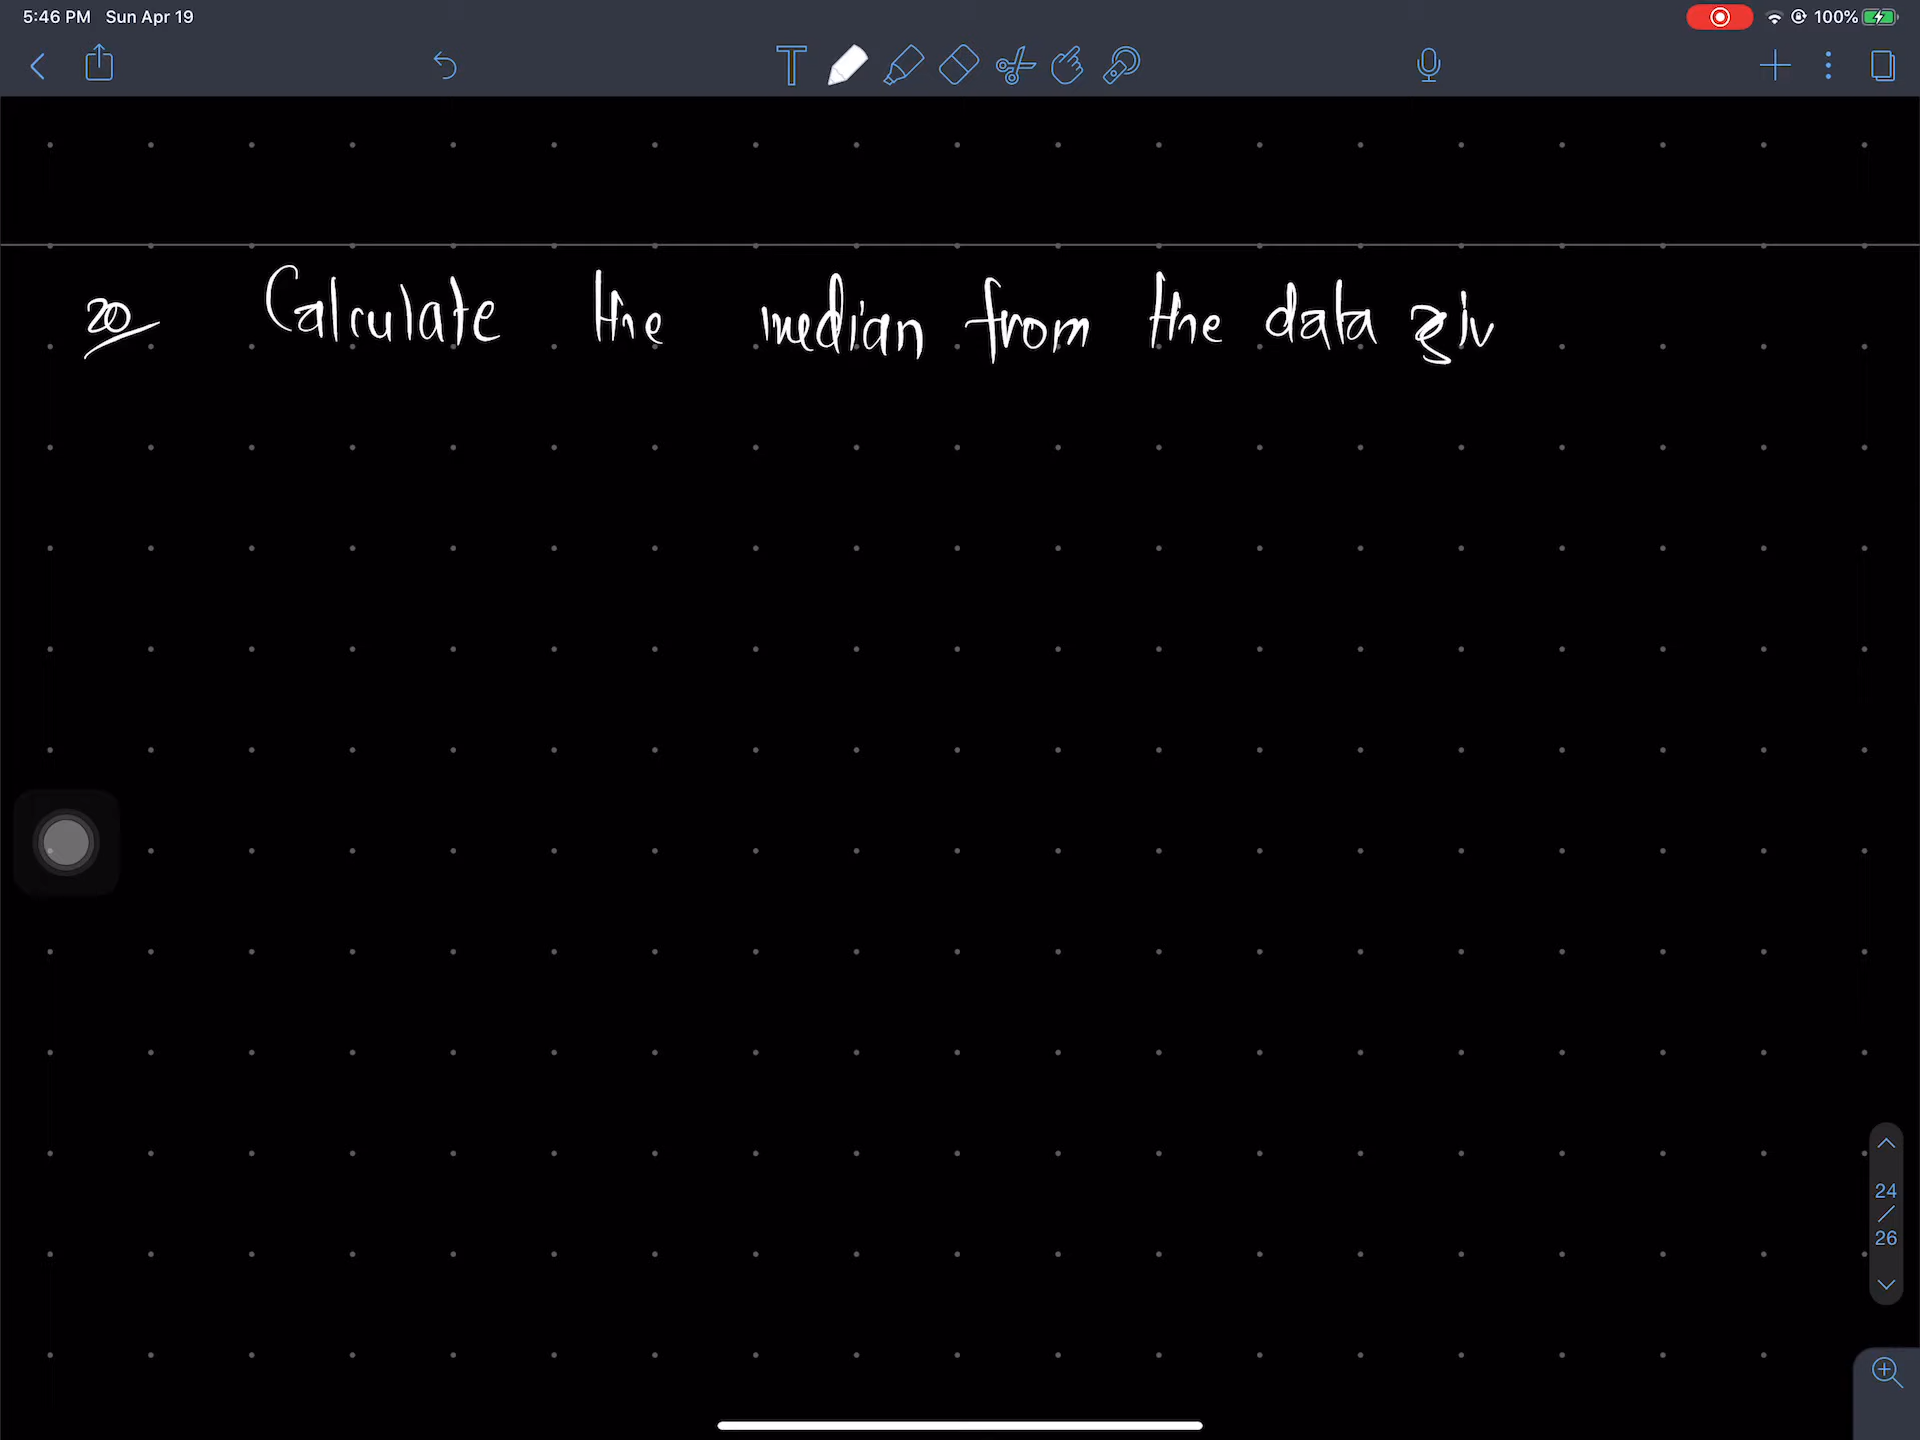 5:46 PM Sun Apr 19
100%
20 Calculate the median from the data giv
24
/
26